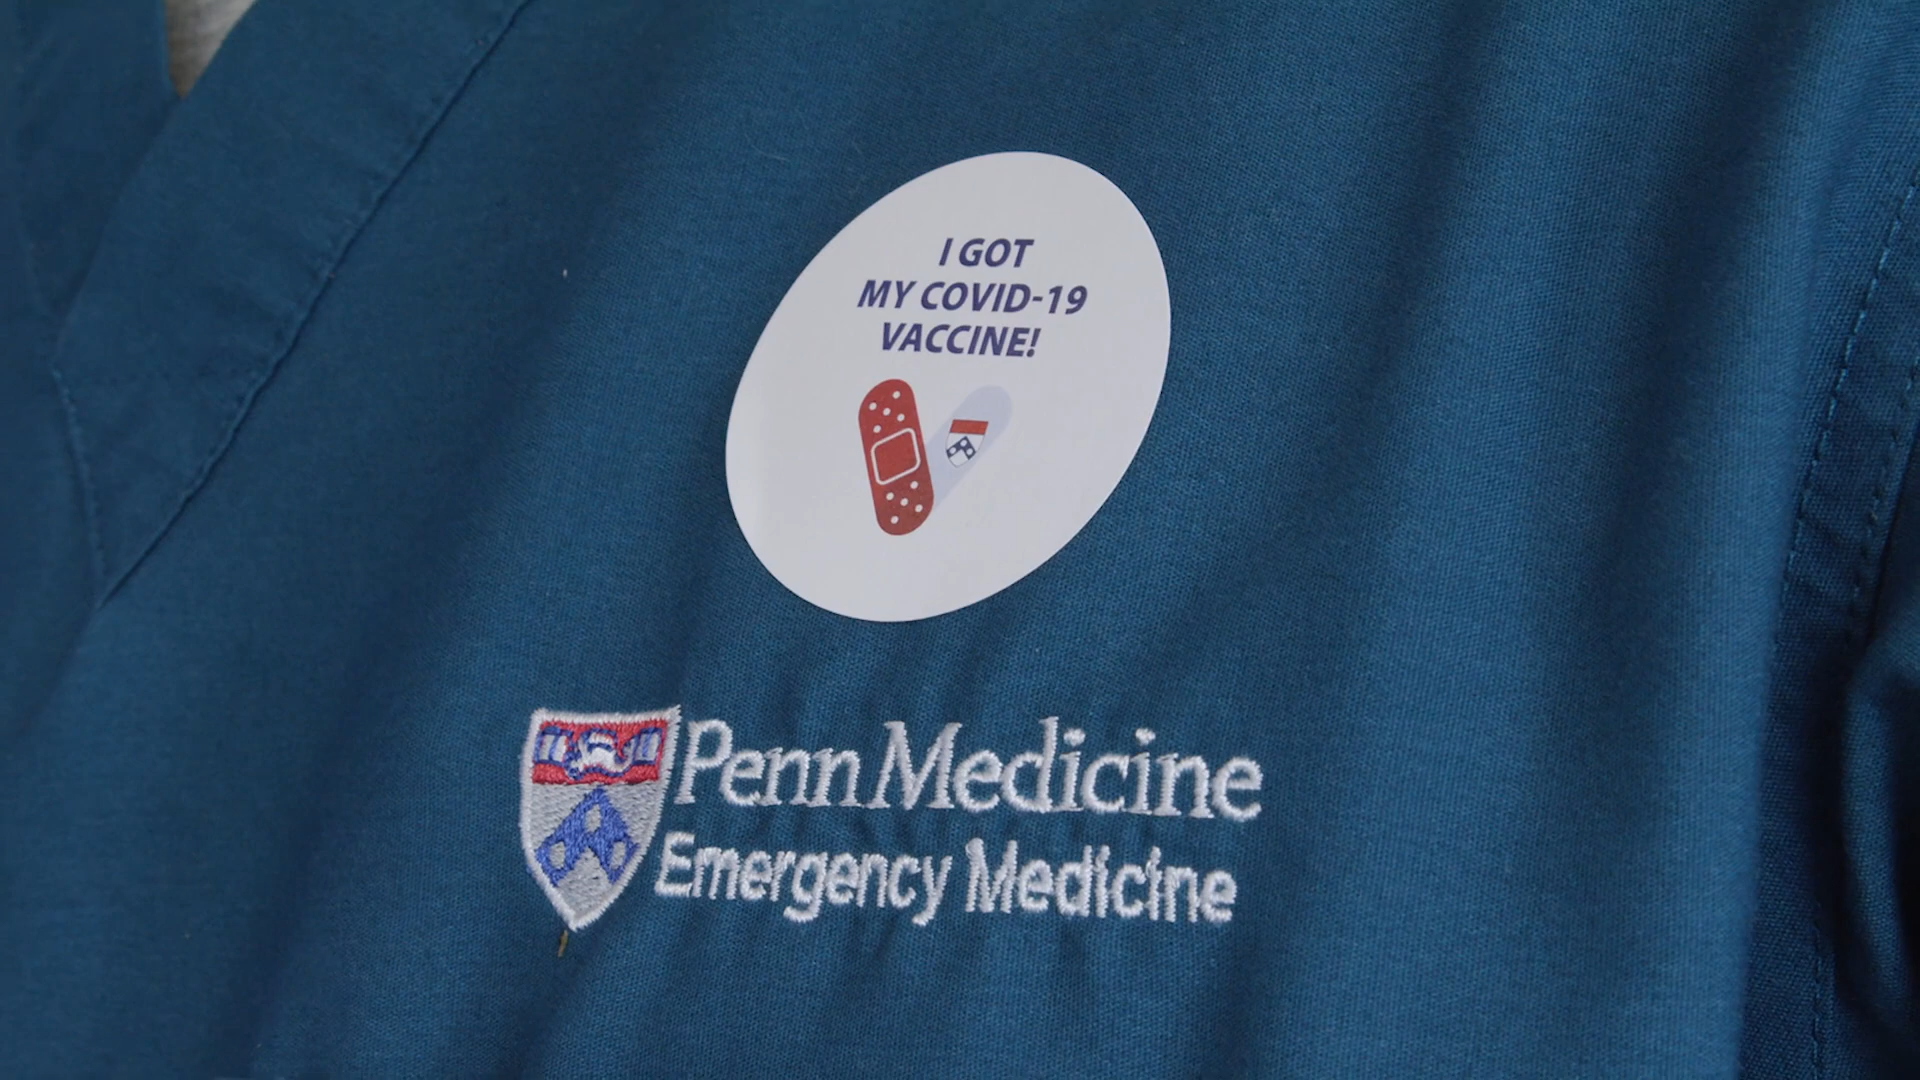 I GOT
MY COVID-19
VACCINE!
Penn Medicine
Emergency Medicine